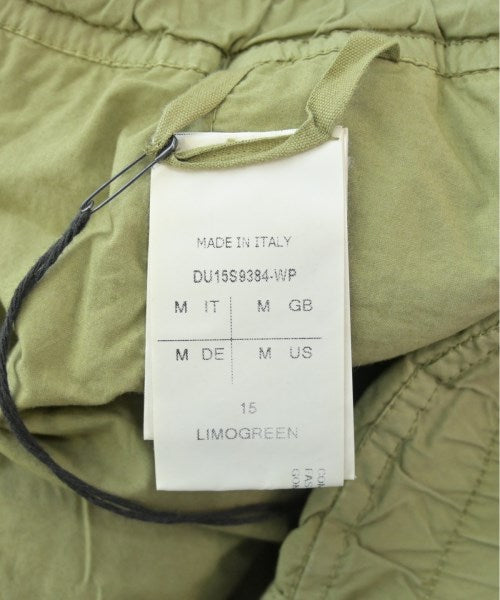 MADE IN ITALY
DU15S9384-WP
M IT M GB
M DE M US
15
LIMOGREEN